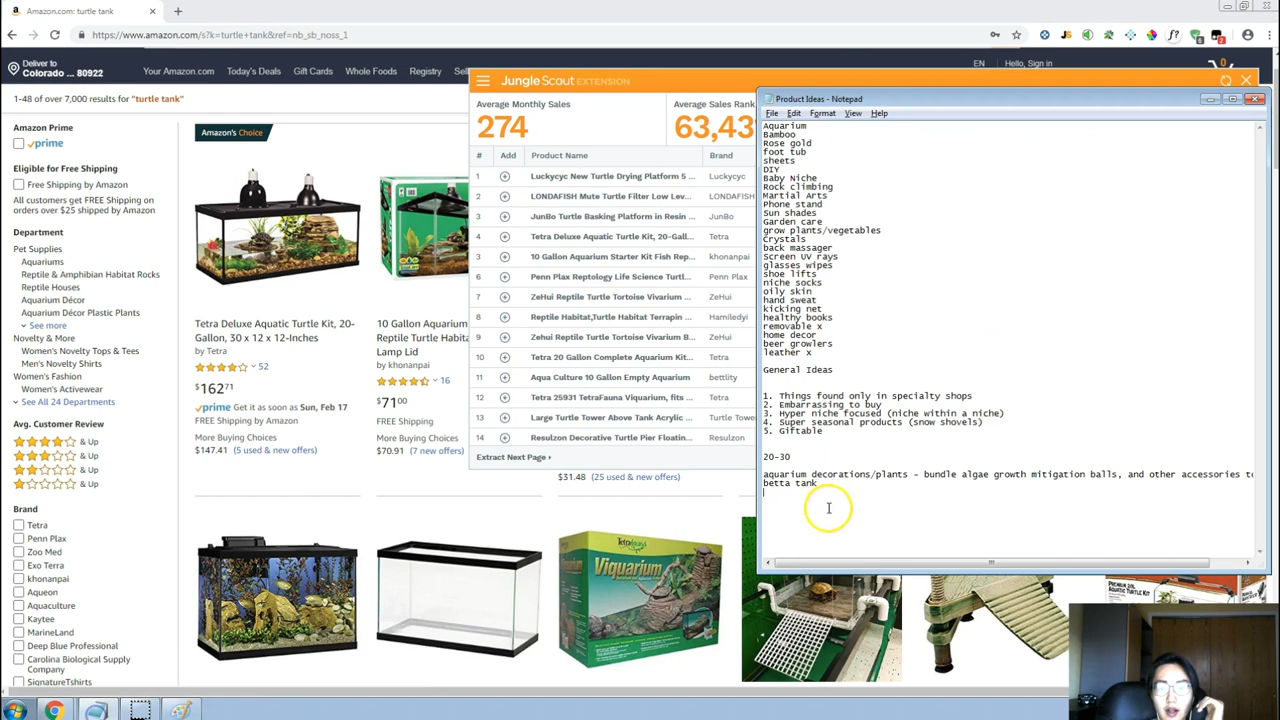 Amazon.com: turtle tank
https://www.amazon.com/s?k=turtle+tank&ref=nb_sb_noss_1
Deliver to
Colorado ... 80922
Your Amazon.com
Today's Deals
Gift Cards
Whole Foods
Registry
EN
Hello, Sign in
0
1-48 of over 7,000 results for "turtle tank"
Amazon Prime
prime
Eligible for Free Shipping
Free Shipping by Amazon
All customers get FREE Shipping on
orders over $25 shipped by Amazon
Department
Pet Supplies
Aquariums
Reptile & Amphibian Habitat Rocks
Reptile Houses
Aquarium Décor
Aquarium Décor Plastic Plants
See more
Novelty & More
Women's Novelty Tops & Tees
Men's Novelty Shirts
Women's Fashion
Women's Activewear
See All 24 Departments
Avg. Customer Review
& Up
& Up
& Up
& Up
Brand
Tetra
Penn Plax
Zoo Med
Exo Terra
khonanpai
Aqueon
Aquaculture
Kaytee
MarineLand
Deep Blue Professional
Carolina Biological Supply
Company
SignatureTshirts
Amazon's Choice
Tetra Deluxe Aquatic Turtle Kit, 20-
Gallon, 30 x 12 x 12-Inches
by Tetra
52
$162 71
prime Get it as soon as Sun, Feb 17
FREE Shipping by Amazon
More Buying Choices
$147.41 (5 used & new offers)
10 Gallon Aquarium
Reptile Turtle Habit
Lamp Lid
by khonanpai
16
$71 00
FREE Shipping
More Buying Choices
$70.91 (7 new offers)
$31.48 (25 used & new offers)
Viquarium
JungleScout EXTENSION
Average Monthly Sales
274
Average Sales Rank
63,43
# Add Product Name Brand
1 Luckycyc New Turtle Drying Platform 5 ... Luckycyc
2 LONDAFISH Mute Turtle Filter Low Lev... LONDAFISH
3 JunBo Turtle Basking Platform in Resin ... JunBo
4 Tetra Deluxe Aquatic Turtle Kit, 20-Gall... Tetra
3 10 Gallon Aquarium Starter Kit Fish Rep... khonanpai
6 Penn Plax Reptology Life Science Turtl... Penn Plax
7 ZeHui Reptile Turtle Tortoise Vivarium ... ZeHui
8 Reptile Habitat,Turtle Habitat Terrapin ... Hamiledyi
9 Zehui Reptile Turtle Tortoise Vivarium B... ZeHui
10 Tetra 20 Gallon Complete Aquarium Kit... Tetra
11 Aqua Culture 10 Gallon Empty Aquarium bettlity
12 Tetra 25931 TetraFauna Viquarium, fits ... Tetra
13 Large Turtle Tower Above Tank Acrylic ... Turtle Tower
14 Resulzon Decorative Turtle Pier Floatin... Resulzon
Extract Next Page
Product Ideas - Notepad
File Edit Format View Help
Aquarium
Bamboo
Rose gold
foot tub
sheets
DIY
Baby Niche
Rock climbing
Martial Arts
Phone stand
Sun shades
Garden care
grow plants/vegetables
Crystals
back massager
Screen UV rays
glasses wipes
shoe lifts
niche socks
oily skin
hand sweat
kicking net
healthy books
removable x
home decor
beer growlers
leather x
General Ideas
1. Things found only in specialty shops
2. Embarrassing to buy
3. Hyper niche focused (niche within a niche)
4. Super seasonal products (snow shovels)
5. Giftable
20-30
aquarium decorations/plants - bundle algae growth mitigation balls, and other accessories to
betta tank